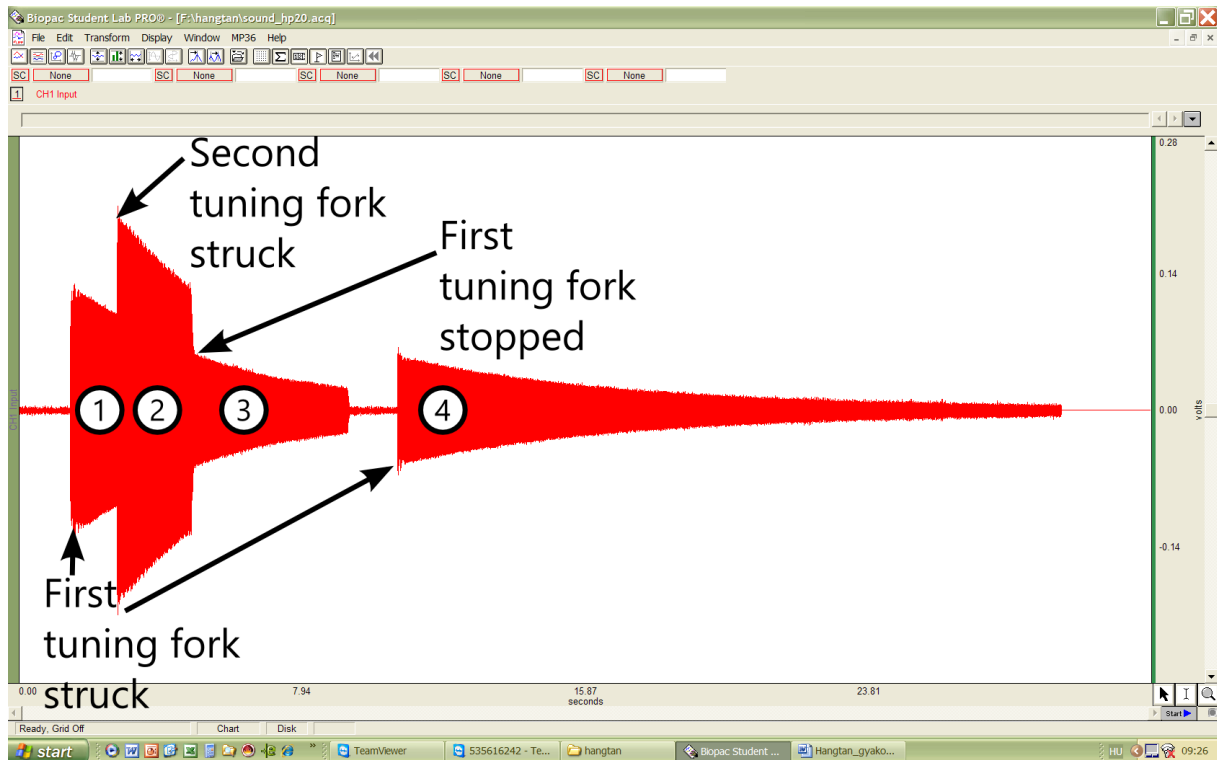 Biopac Student Lab PRO® - [F:\hangtan\sound_hp20.acq]
File Edit Transform Display Window MP36 Help
SC None SC None SC None SC None SC None
1 CH1 Input
0.28
Second
tuning fork
struck
First
tuning fork
stopped
0.14
1 2 3 4
CH1 Input
0.00
volts
-0.14
First
tuning fork
struck
0.00 7.94 15.87 23.81
seconds
Start
Ready, Grid Off Chart Disk
start TeamViewer 535616242 - Te... hangtan Biopac Student ... Hangtan_gyako... HU 09:26